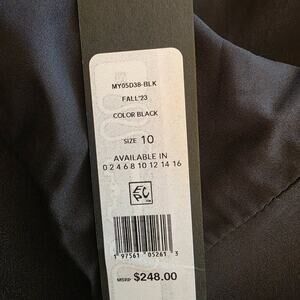 MY05D38-BLK
FALL'23
COLOR BLACK
SIZE 10
AVAILABLE IN
0 2 4 6 8 10 12 14 16
1 97561 05261 3
MSRP $248.00